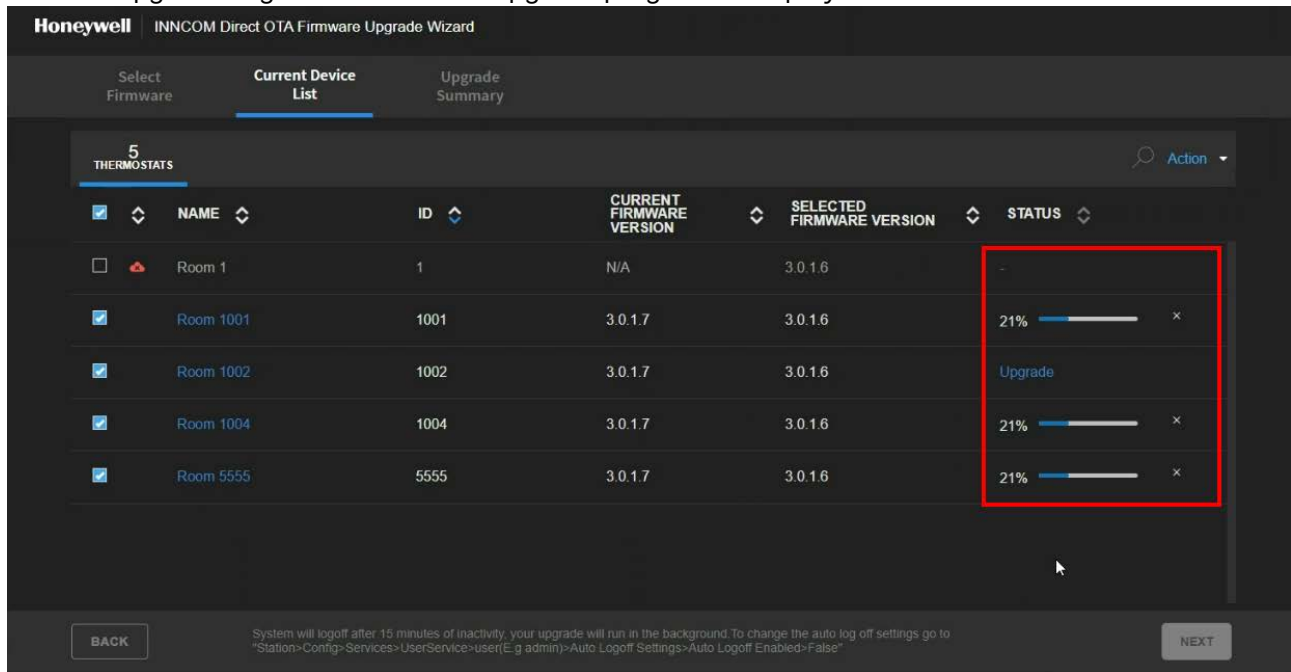 Honeywell INNCOM Direct OTA Firmware Upgrade Wizard
Select Firmware
Current Device List
Upgrade Summary
5
THERMOSTATS
Action
NAME ID CURRENT FIRMWARE VERSION SELECTED FIRMWARE VERSION STATUS
Room 1 1 N/A 3.0.1.6 -
Room 1001 1001 3.0.1.7 3.0.1.6 21% ×
Room 1002 1002 3.0.1.7 3.0.1.6 Upgrade
Room 1004 1004 3.0.1.7 3.0.1.6 21% ×
Room 5555 5555 3.0.1.7 3.0.1.6 21% ×
BACK
System will logoff after 15 minutes of inactivity, your upgrade will run in the background.To change the auto log off settings go to
"Station>Config>Services>UserService>user(E.g admin)>Auto Logoff Settings>Auto Logoff Enabled>False"
NEXT